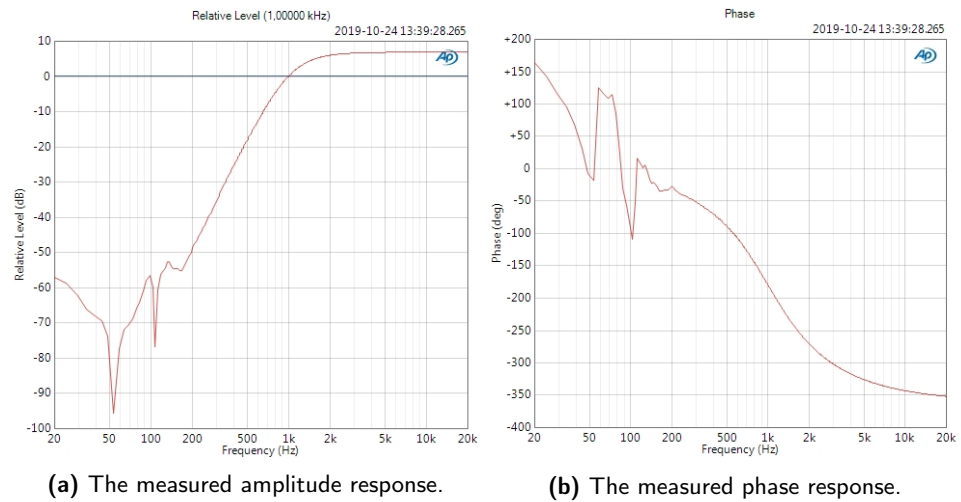 Relative Level (1,00000 kHz)
2019-10-24 13:39:28.265
AP
Relative Level (dB)
10
0
-10
-20
-30
-40
-50
-60
-70
-80
-90
-100
20 50 100 200 500 1k 2k 5k 10k 20k
Frequency (Hz)
(a) The measured amplitude response.
Phase
2019-10-24 13:39:28.265
AP
Phase (deg)
+200
+150
+100
+50
0
-50
-100
-150
-200
-250
-300
-350
-400
20 50 100 200 500 1k 2k 5k 10k 20k
Frequency (Hz)
(b) The measured phase response.